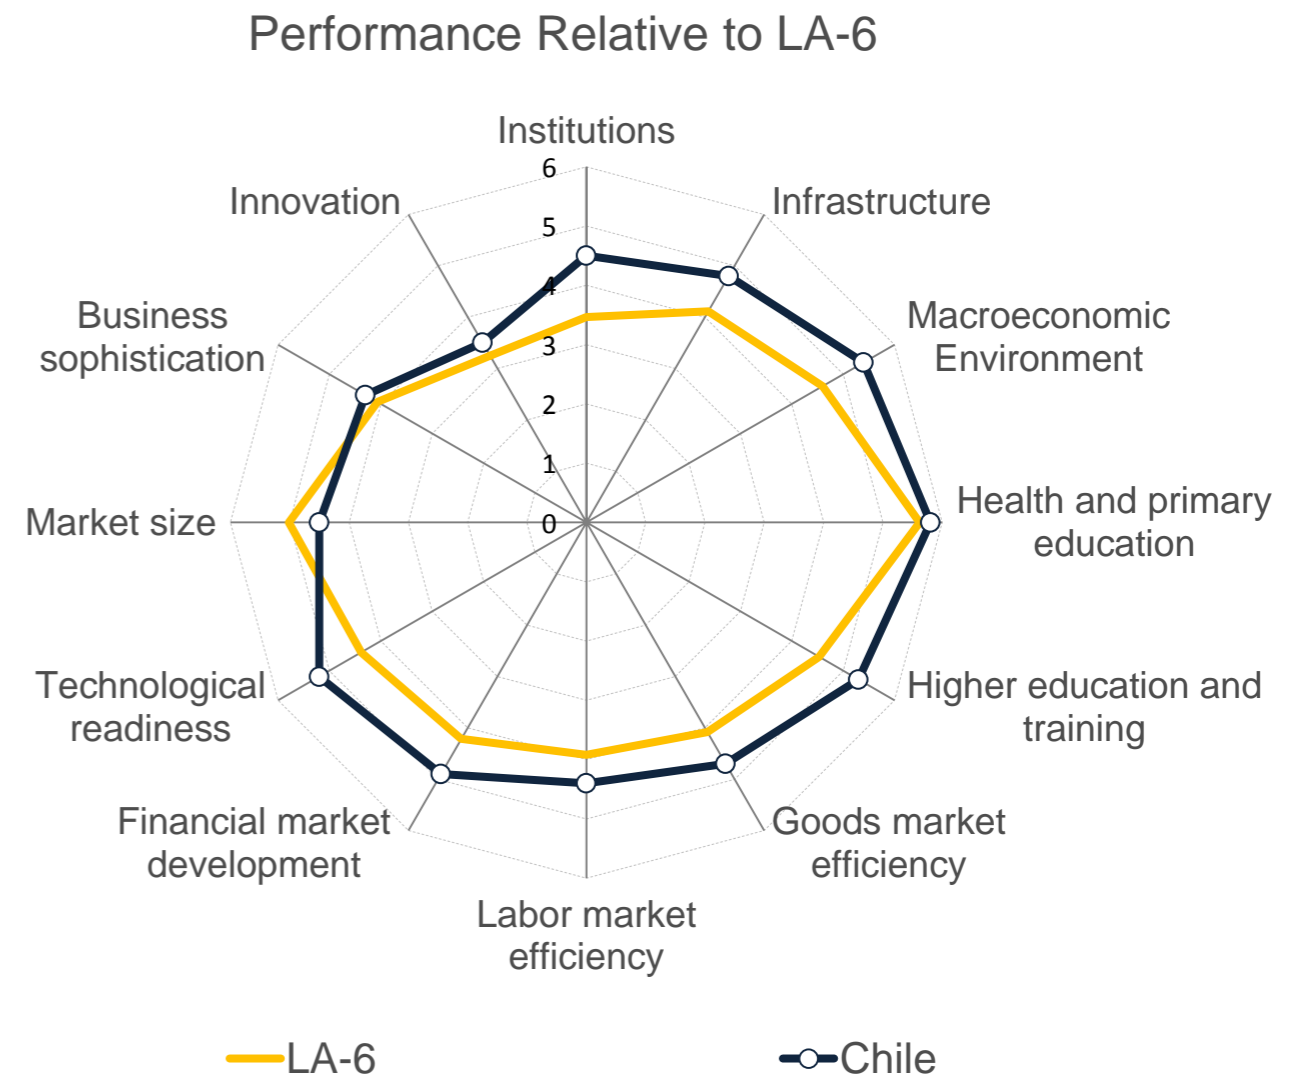 Performance Relative to LA-6
Institutions
6
Innovation
Infrastructure
5
4
Business
sophistication
Macroeconomic
Environment
3
2
1
Market size
0
Health and primary
education
Technological
readiness
Higher education and
training
Financial market
development
Goods market
efficiency
Labor market
efficiency
LA-6
Chile